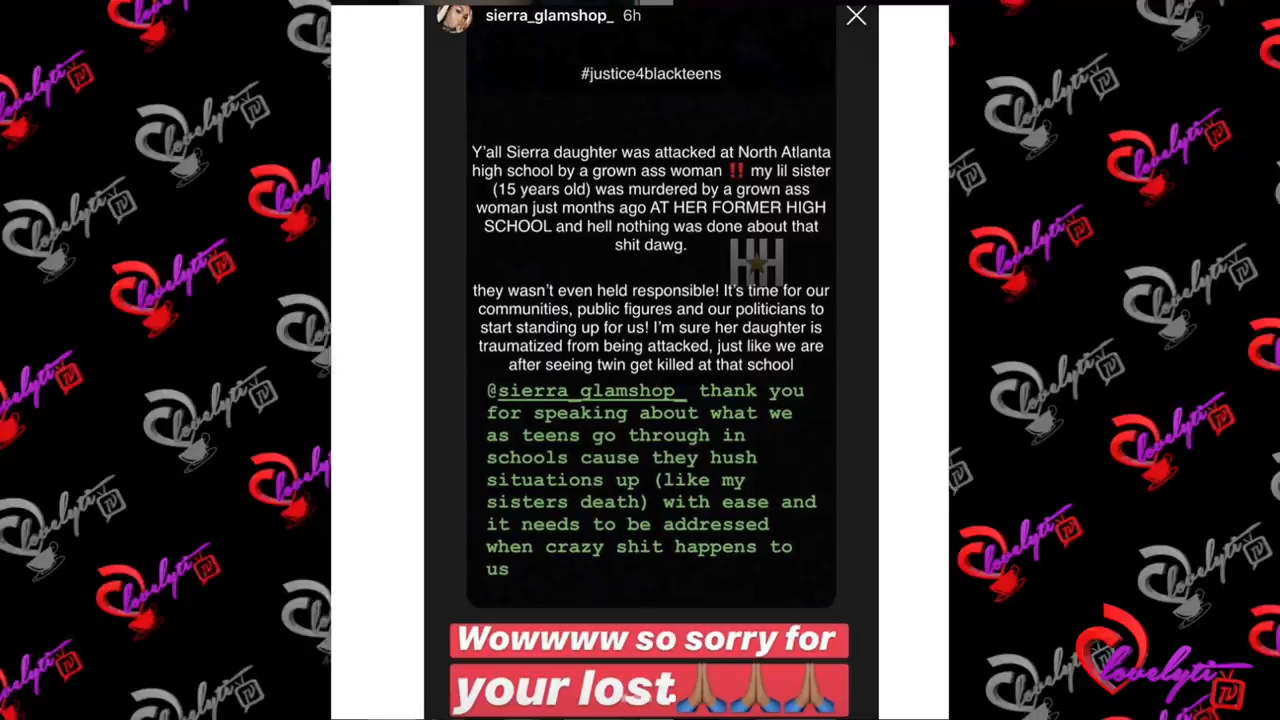 sierra_glamshop_ 6h
#justice4blackteens
Y'all Sierra daughter was attacked at North Atlanta
high school by a grown ass woman ‼️ my lil sister
(15 years old) was murdered by a grown ass
woman just months ago AT HER FORMER HIGH
SCHOOL and hell nothing was done about that
shit dawg.
they wasn't even held responsible! It's time for our
communities, public figures and our politicians to
start standing up for us! I'm sure her daughter is
traumatized from being attacked, just like we are
after seeing twin get killed at that school
@sierra_glamshop_ thank you
for speaking about what we
as teens go through in
schools cause they hush
situations up (like my
sisters death) with ease and
it needs to be addressed
when crazy shit happens to
us
Wowwww so sorry for
your lost.🙏🏽🙏🏽🙏🏽
lovelyti TV